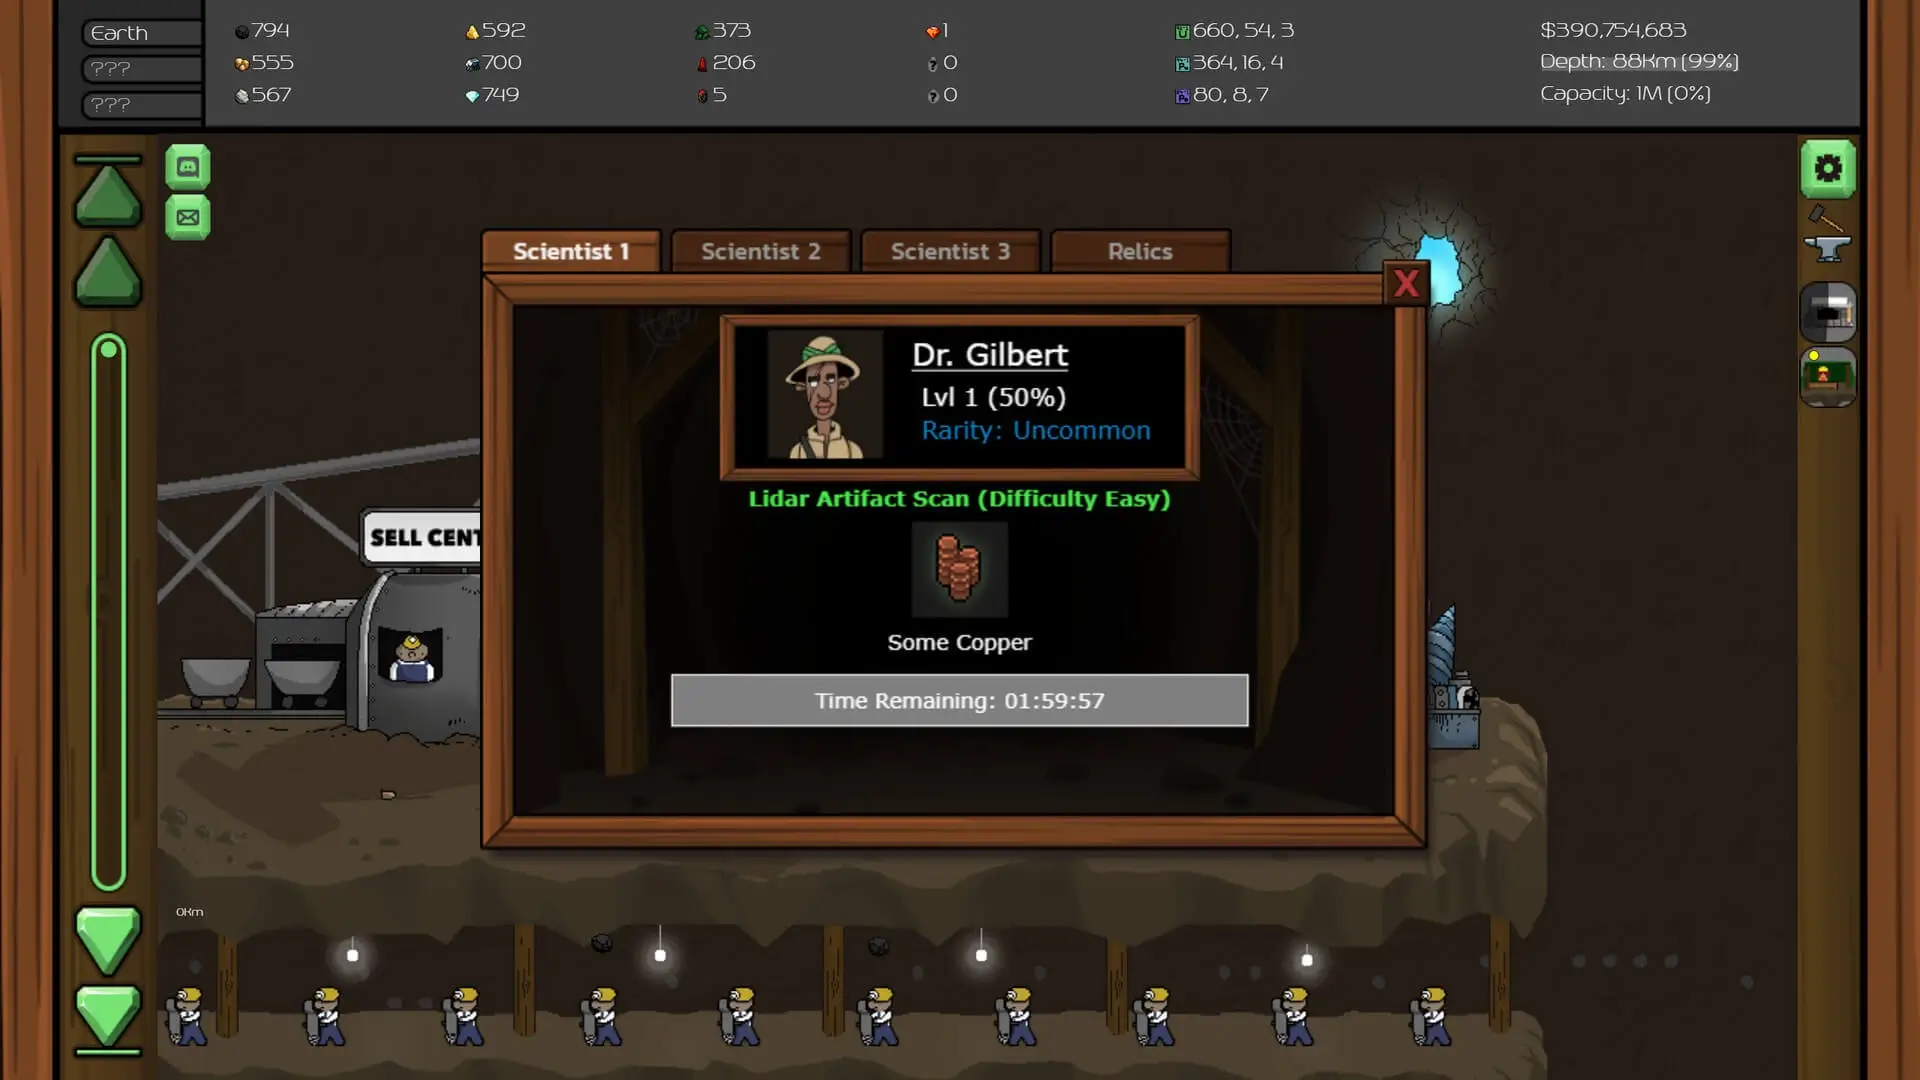 Earth
???
???
794
555
567
592
700
749
373
206
5
1
0
0
660, 54, 3
364, 16, 4
80, 8, 7
$390,754,683
Depth: 88Km (99%)
Capacity: 1M (0%)
Scientist 1
Scientist 2
Scientist 3
Relics
X
Dr. Gilbert
Lvl 1 (50%)
Rarity: Uncommon
Lidar Artifact Scan (Difficulty Easy)
Some Copper
Time Remaining: 01:59:57
SELL CENT
0Km